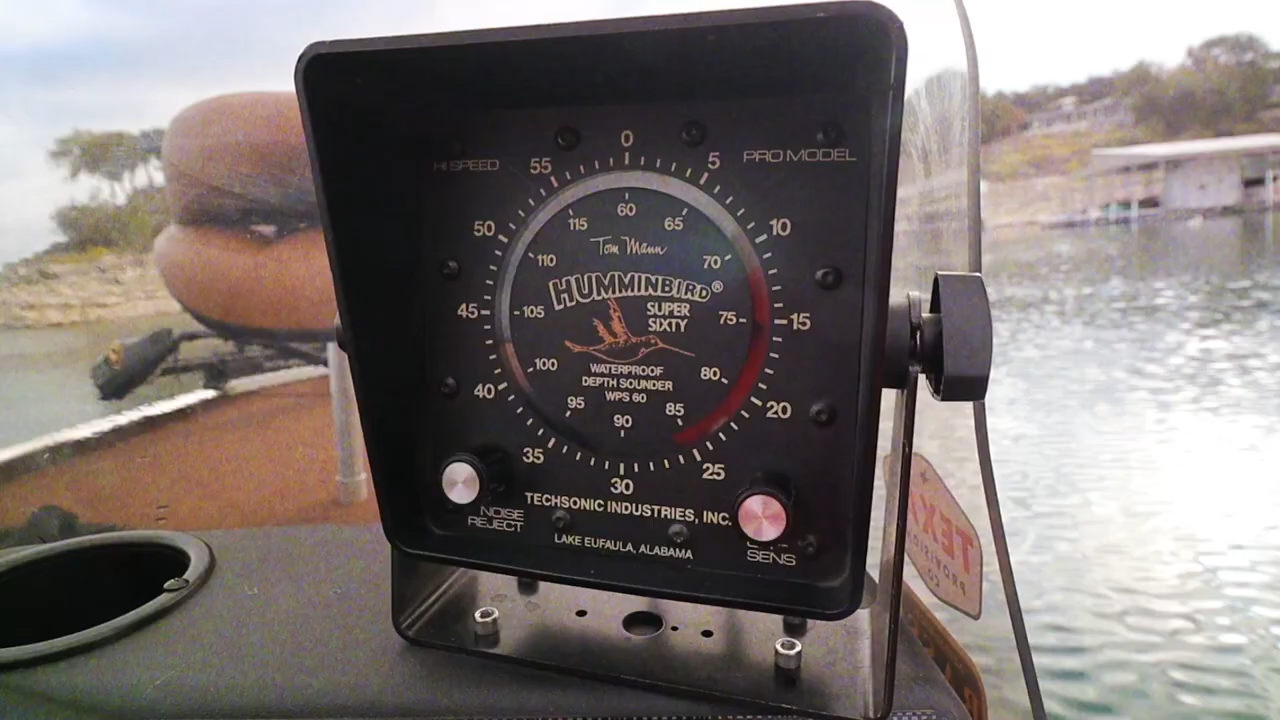 HI SPEED
PRO MODEL
0
5
10
15
20
25
30
35
40
45
50
55
60
65
70
75
80
85
90
95
100
105
110
115
Tom Mann
HUMMINBIRD®
SUPER
SIXTY
WATERPROOF
DEPTH SOUNDER
WPS 60
TECHSONIC INDUSTRIES, INC.
LAKE EUFAULA, ALABAMA
NOISE
REJECT
SENS
PROVISION
CO